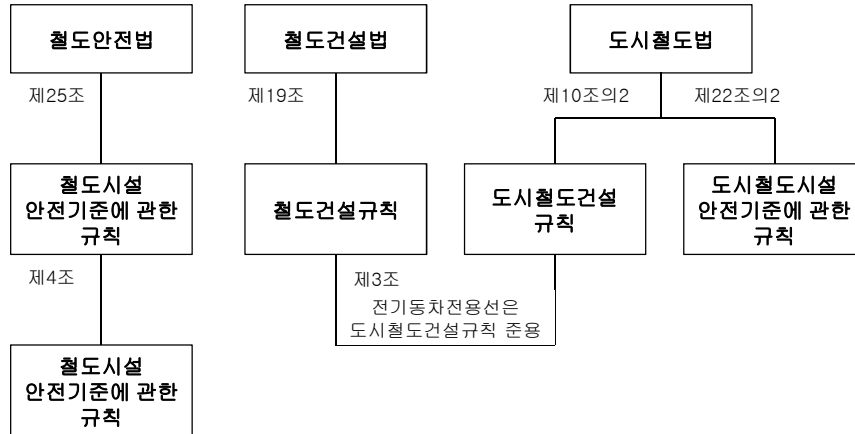 철도안전법
철도건설법
도시철도법
제25조
제19조
제10조의2
제22조의2
철도시설
안전기준에 관한
규칙
철도건설규칙
도시철도건설
규칙
도시철도시설
안전기준에 관한
규칙
제4조
제3조
전기동차전용선은
도시철도건설규칙 준용
철도시설
안전기준에 관한
규칙